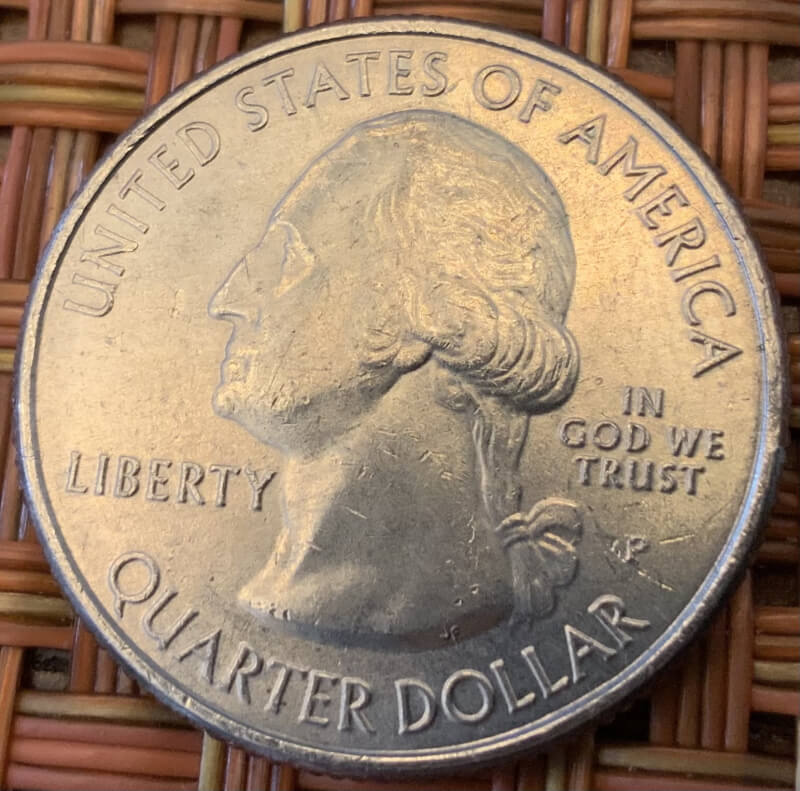 UNITED STATES OF AMERICA
LIBERTY
IN
GOD WE
TRUST
P
QUARTER DOLLAR